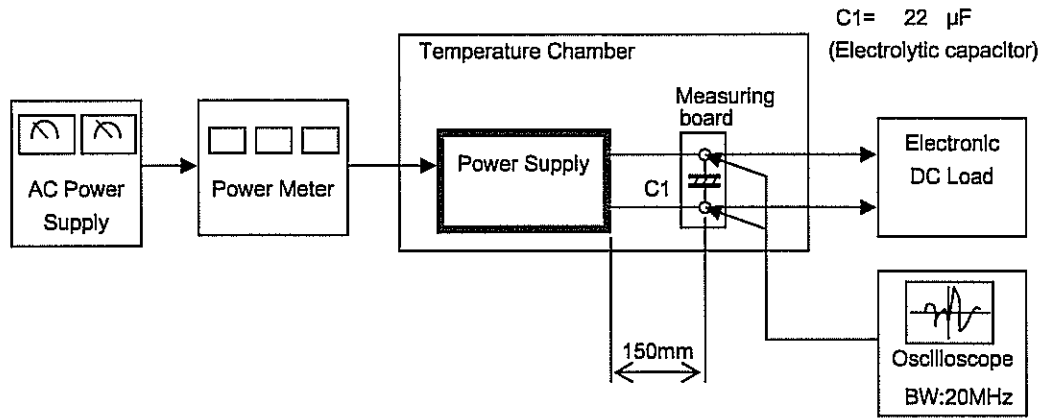 C1= 22 µF
(Electrolytic capacitor)
Temperature Chamber
Measuring
board
AC Power
Supply
Power Meter
Power Supply
C1
Electronic
DC Load
150mm
Oscilloscope
BW:20MHz